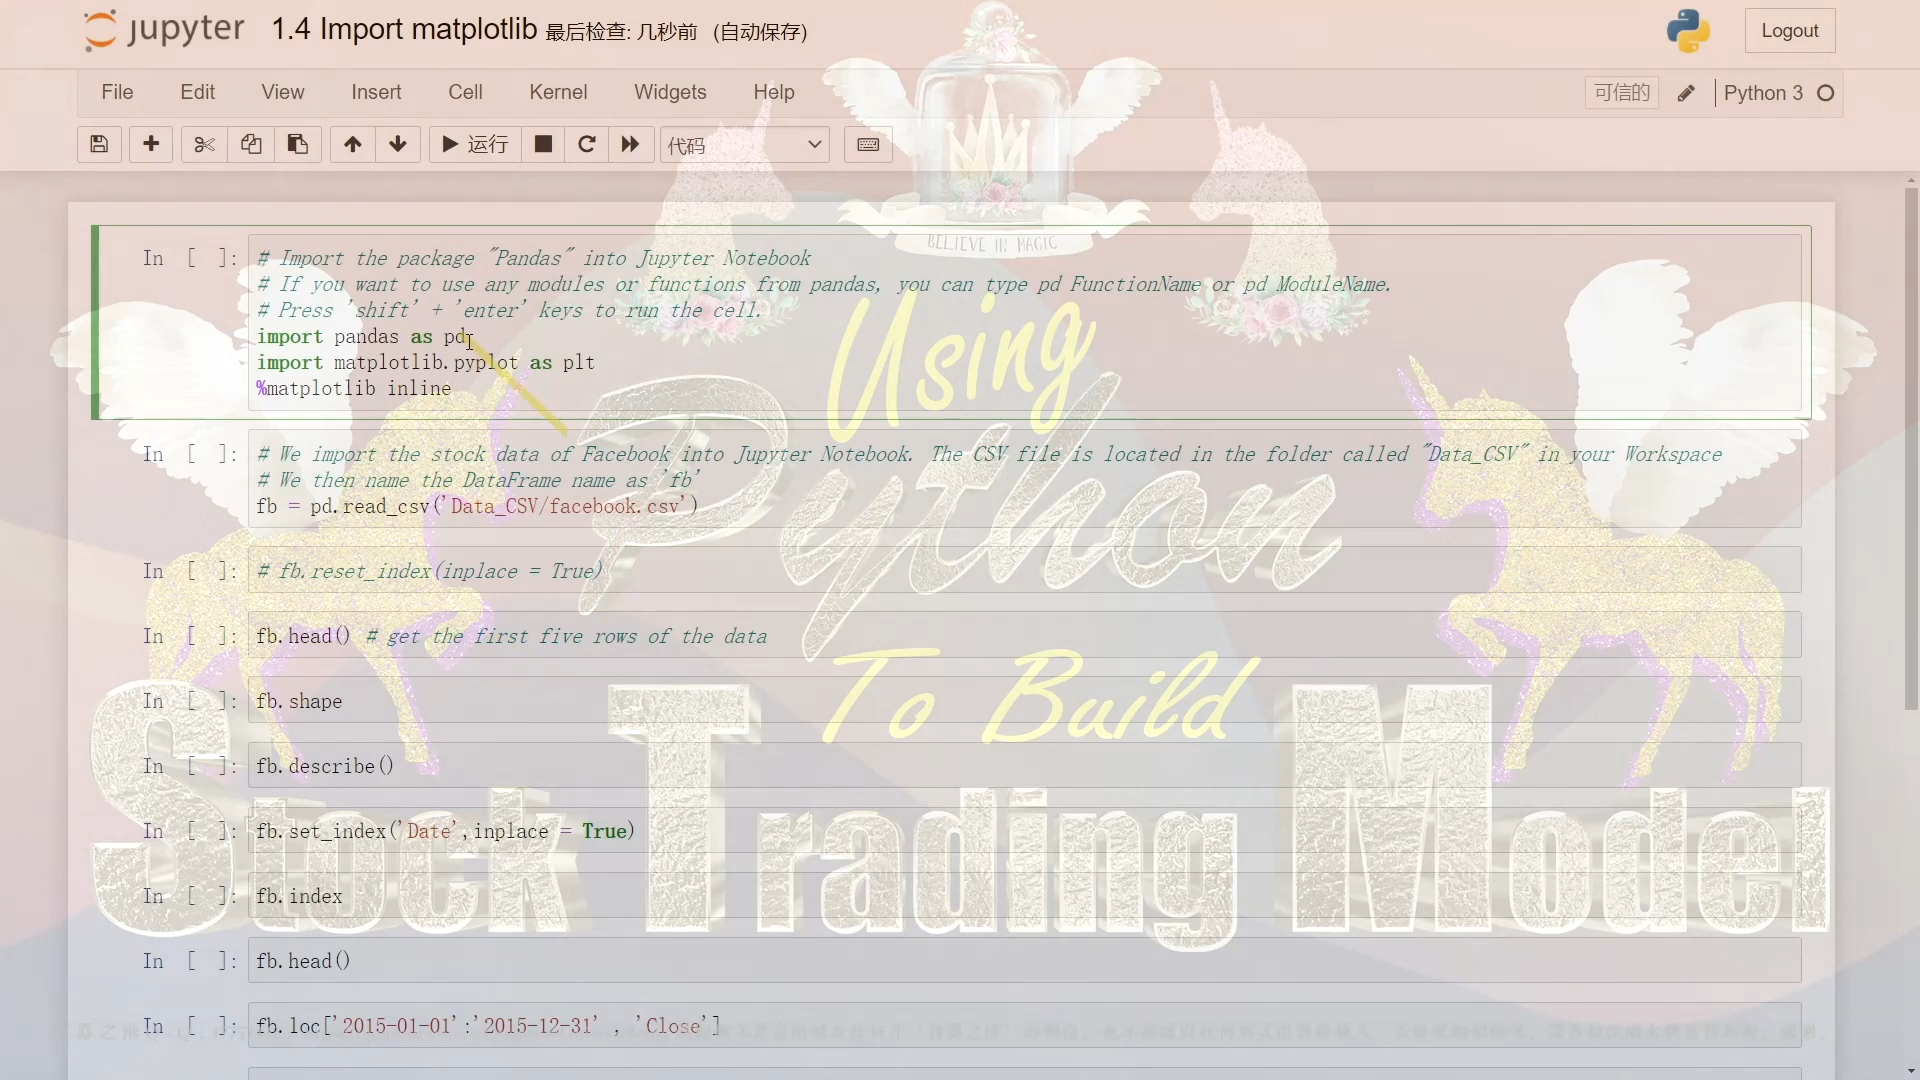 jupyter 1.4 Import matplotlib 最后检查: 几秒前 (自动保存)
Logout
File Edit View Insert Cell Kernel Widgets Help
可信的 Python 3
运行 代码
BELIEVE IN MAGIC
In [ ]: # Import the package "Pandas" into Jupyter Notebook
# If you want to use any modules or functions from pandas, you can type pd FunctionName or pd ModuleName.
# Press 'shift' + 'enter' keys to run the cell.
import pandas as pd
import matplotlib.pyplot as plt
%matplotlib inline
Using
Python
To Build
Stock Trading Model
In [ ]: # We import the stock data of Facebook into Jupyter Notebook. The CSV file is located in the folder called "Data_CSV" in your Workspace
# We then name the DataFrame name as 'fb'
fb = pd.read_csv('Data_CSV/facebook.csv')
In [ ]: # fb.reset_index(inplace = True)
In [ ]: fb.head() # get the first five rows of the data
In [ ]: fb.shape
In [ ]: fb.describe()
In [ ]: fb.set_index('Date',inplace = True)
In [ ]: fb.index
In [ ]: fb.head()
In [ ]: fb.loc['2015-01-01':'2015-12-31' , 'Close']